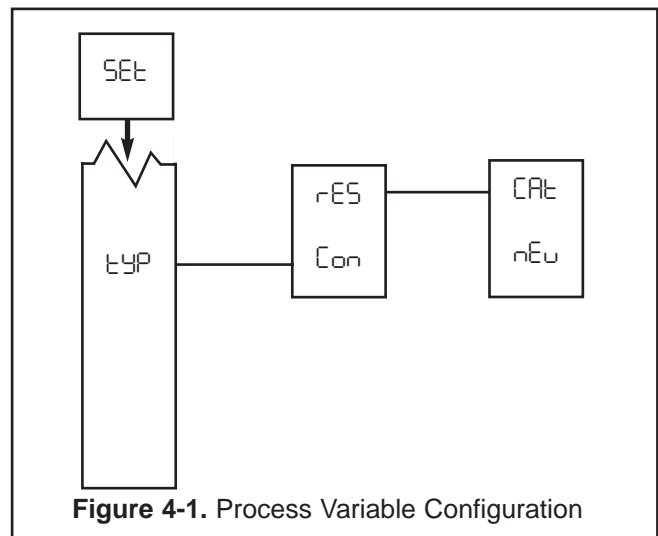 SEt
rES
CAt
tYP
Con
nEu
Figure 4-1. Process Variable Configuration